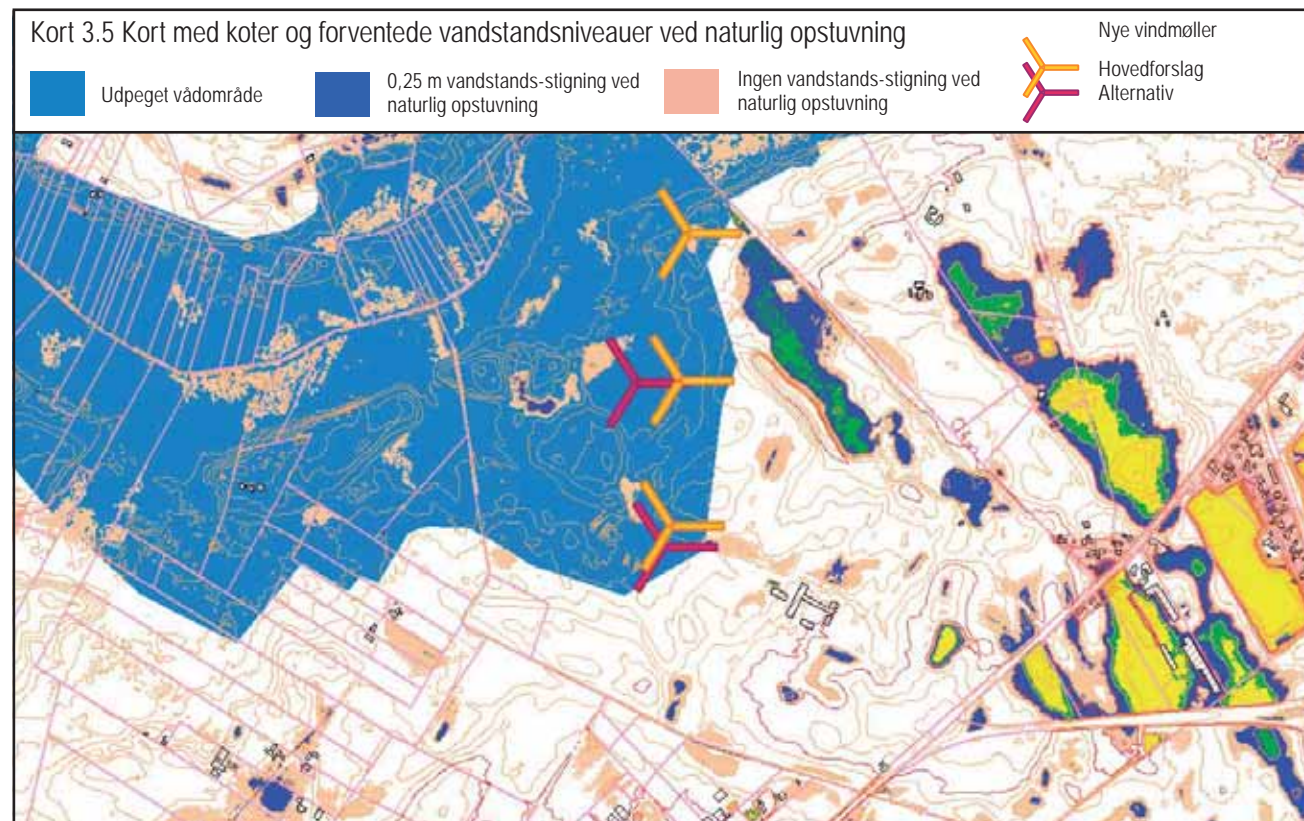 Kort 3.5 Kort med koter og forventede vandstandsniveauer ved naturlig opstuvning
Udpeget vådområde
0,25 m vandstands-stigning ved
naturlig opstuvning
Ingen vandstands-stigning ved
naturlig opstuvning
Nye vindmøller
Hovedforslag
Alternativ